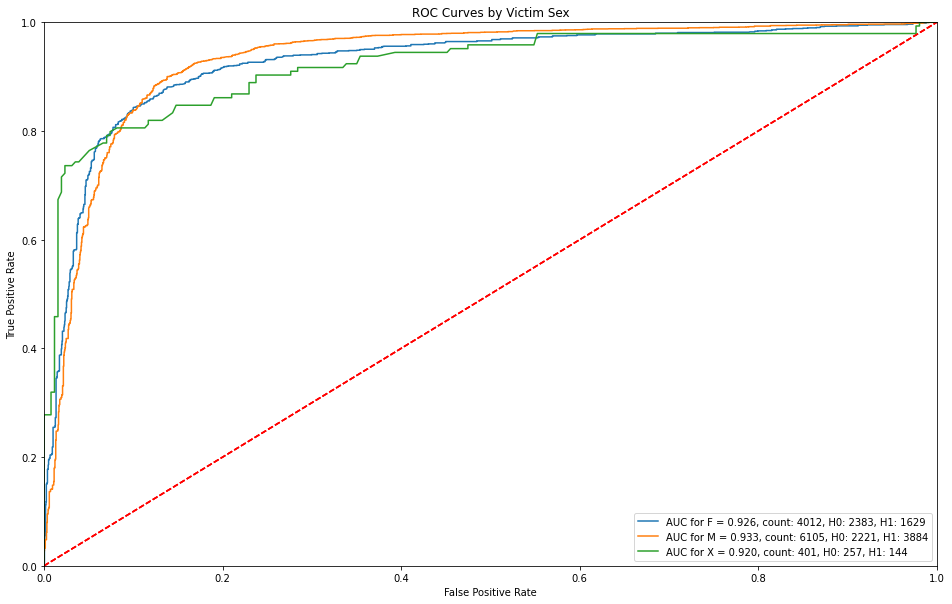 ROC Curves by Victim Sex
1.0
0.8
0.6
0.4
0.2
0.0
True Positive Rate
AUC for F = 0.926, count: 4012, H0: 2383, H1: 1629
AUC for M = 0.933, count: 6105, H0: 2221, H1: 3884
AUC for X = 0.920, count: 401, H0: 257, H1: 144
0.0 0.2 0.4 0.6 0.8 1.0
False Positive Rate